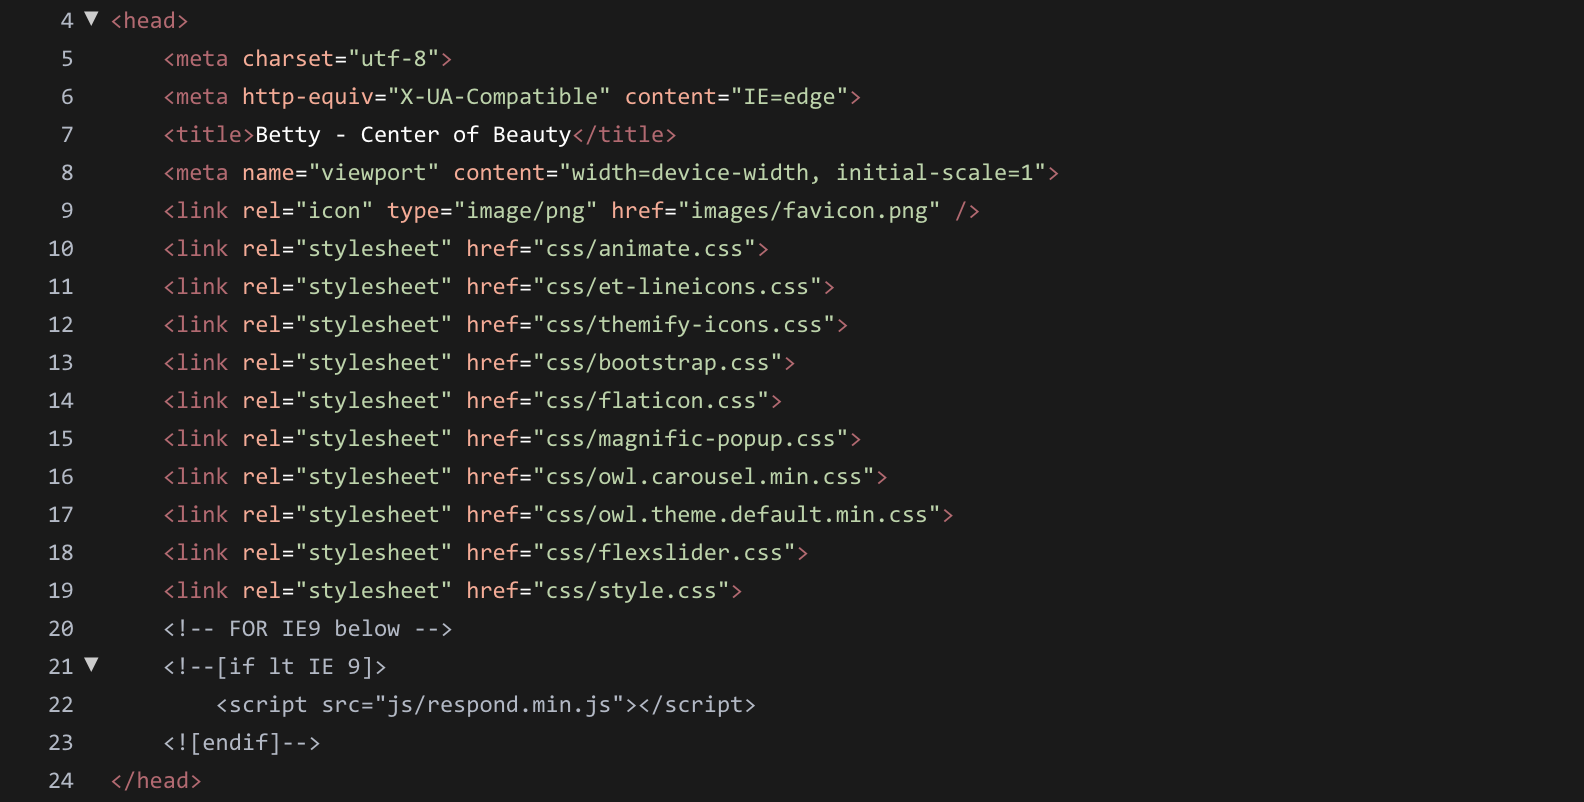 4 ▼ <head>
5     <meta charset="utf-8">
6     <meta http-equiv="X-UA-Compatible" content="IE=edge">
7     <title>Betty - Center of Beauty</title>
8     <meta name="viewport" content="width=device-width, initial-scale=1">
9     <link rel="icon" type="image/png" href="images/favicon.png" />
10     <link rel="stylesheet" href="css/animate.css">
11     <link rel="stylesheet" href="css/et-lineicons.css">
12     <link rel="stylesheet" href="css/themify-icons.css">
13     <link rel="stylesheet" href="css/bootstrap.css">
14     <link rel="stylesheet" href="css/flaticon.css">
15     <link rel="stylesheet" href="css/magnific-popup.css">
16     <link rel="stylesheet" href="css/owl.carousel.min.css">
17     <link rel="stylesheet" href="css/owl.theme.default.min.css">
18     <link rel="stylesheet" href="css/flexslider.css">
19     <link rel="stylesheet" href="css/style.css">
20     <!-- FOR IE9 below -->
21 ▼     <!--[if lt IE 9]>
22         <script src="js/respond.min.js"></script>
23     <![endif]-->
24 </head>